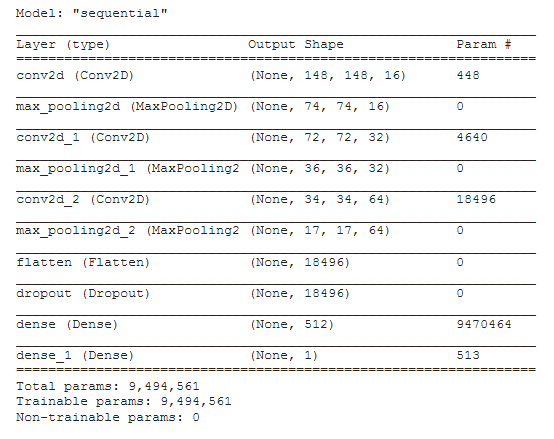 Model: "sequential"
Layer (type) Output Shape Param #
conv2d (Conv2D) (None, 148, 148, 16) 448
max_pooling2d (MaxPooling2D) (None, 74, 74, 16) 0
conv2d_1 (Conv2D) (None, 72, 72, 32) 4640
max_pooling2d_1 (MaxPooling2 (None, 36, 36, 32) 0
conv2d_2 (Conv2D) (None, 34, 34, 64) 18496
max_pooling2d_2 (MaxPooling2 (None, 17, 17, 64) 0
flatten (Flatten) (None, 18496) 0
dropout (Dropout) (None, 18496) 0
dense (Dense) (None, 512) 9470464
dense_1 (Dense) (None, 1) 513
Total params: 9,494,561
Trainable params: 9,494,561
Non-trainable params: 0